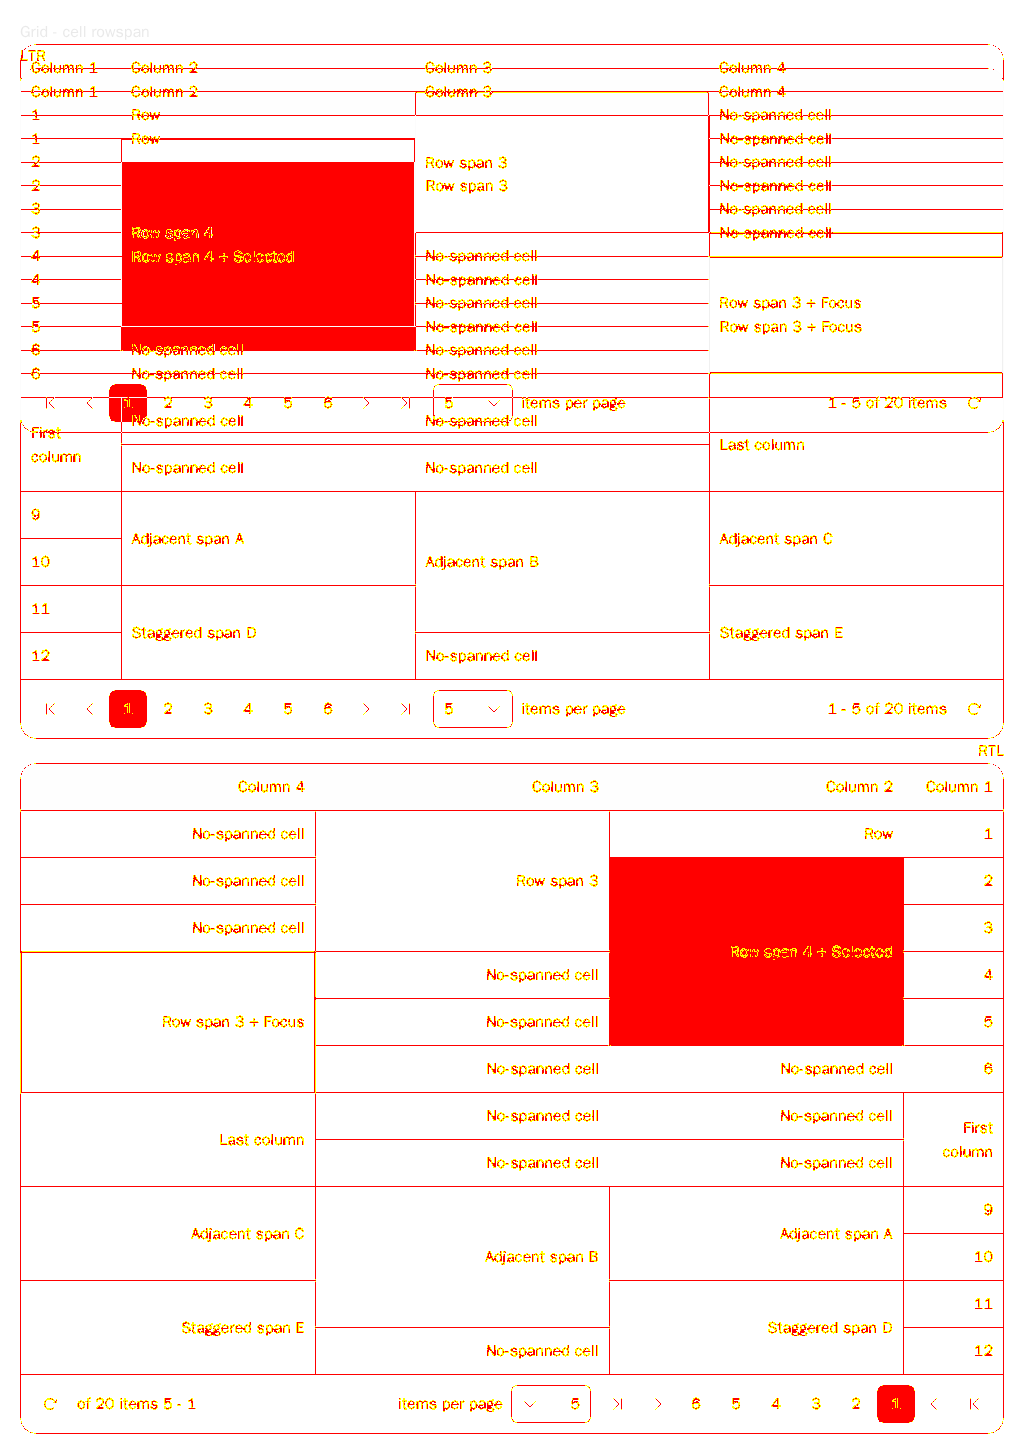 Grid - cell rowspan
LTR
Column 1 Column 2 Column 3 Column 4
Column 1 Column 2 Column 3 Column 4
1 Row No-spanned cell
1 Row No-spanned cell
2 Row span 3 No-spanned cell
2 Row span 3 No-spanned cell
3 No-spanned cell
3 Row span 4 No-spanned cell
4 Row span 4 + Selected No-spanned cell
4 No-spanned cell
5 No-spanned cell Row span 3 + Focus
5 No-spanned cell Row span 3 + Focus
6 No-spanned cell No-spanned cell
6 No-spanned cell No-spanned cell
1 2 3 4 5 6 5 items per page 1 - 5 of 20 items
No-spanned cell No-spanned cell
First
column
Last column
No-spanned cell No-spanned cell
9
Adjacent span A Adjacent span C
10 Adjacent span B
11
Staggered span D Staggered span E
12 No-spanned cell
1 2 3 4 5 6 5 items per page 1 - 5 of 20 items
RTL
Column 4 Column 3 Column 2 Column 1
No-spanned cell Row 1
No-spanned cell Row span 3 2
No-spanned cell 3
Row span 4 + Selected
No-spanned cell 4
Row span 3 + Focus No-spanned cell 5
No-spanned cell No-spanned cell 6
No-spanned cell No-spanned cell
First
column
Last column
No-spanned cell No-spanned cell
9
Adjacent span C Adjacent span A
Adjacent span B 10
11
Staggered span E Staggered span D
No-spanned cell 12
of 20 items 5 - 1 items per page 5 6 5 4 3 2 1